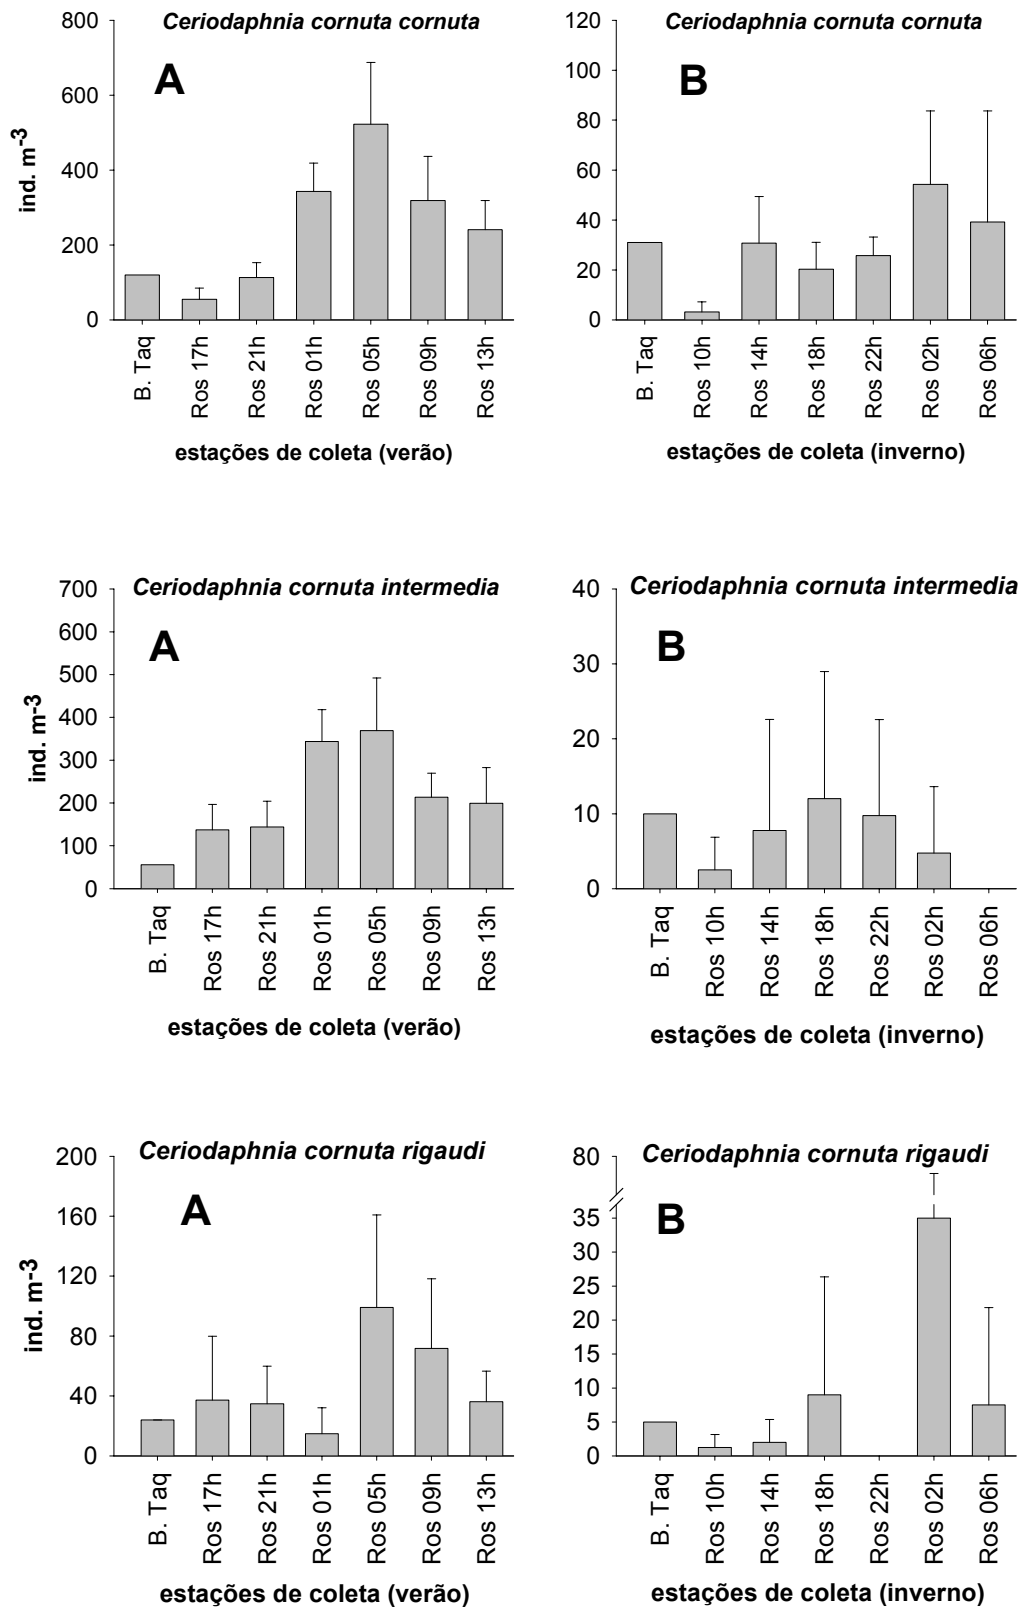 Ceriodaphnia cornuta cornuta
A
ind. m-3
800
600
400
200
0
B. Taq
Ros 17h
Ros 21h
Ros 01h
Ros 05h
Ros 09h
Ros 13h
estações de coleta (verão)
Ceriodaphnia cornuta cornuta
B
120
100
80
60
40
20
0
B. Taq
Ros 10h
Ros 14h
Ros 18h
Ros 22h
Ros 02h
Ros 06h
estações de coleta (inverno)
Ceriodaphnia cornuta intermedia
A
ind. m-3
700
600
500
400
300
200
100
0
B. Taq
Ros 17h
Ros 21h
Ros 01h
Ros 05h
Ros 09h
Ros 13h
estações de coleta (verão)
Ceriodaphnia cornuta intermedia
B
40
30
20
10
0
B. Taq
Ros 10h
Ros 14h
Ros 18h
Ros 22h
Ros 02h
Ros 06h
estações de coleta (inverno)
Ceriodaphnia cornuta rigaudi
A
ind. m-3
200
160
120
80
40
0
B. Taq
Ros 17h
Ros 21h
Ros 01h
Ros 05h
Ros 09h
Ros 13h
estações de coleta (verão)
Ceriodaphnia cornuta rigaudi
B
80
35
30
25
20
15
10
5
0
B. Taq
Ros 10h
Ros 14h
Ros 18h
Ros 22h
Ros 02h
Ros 06h
estações de coleta (inverno)